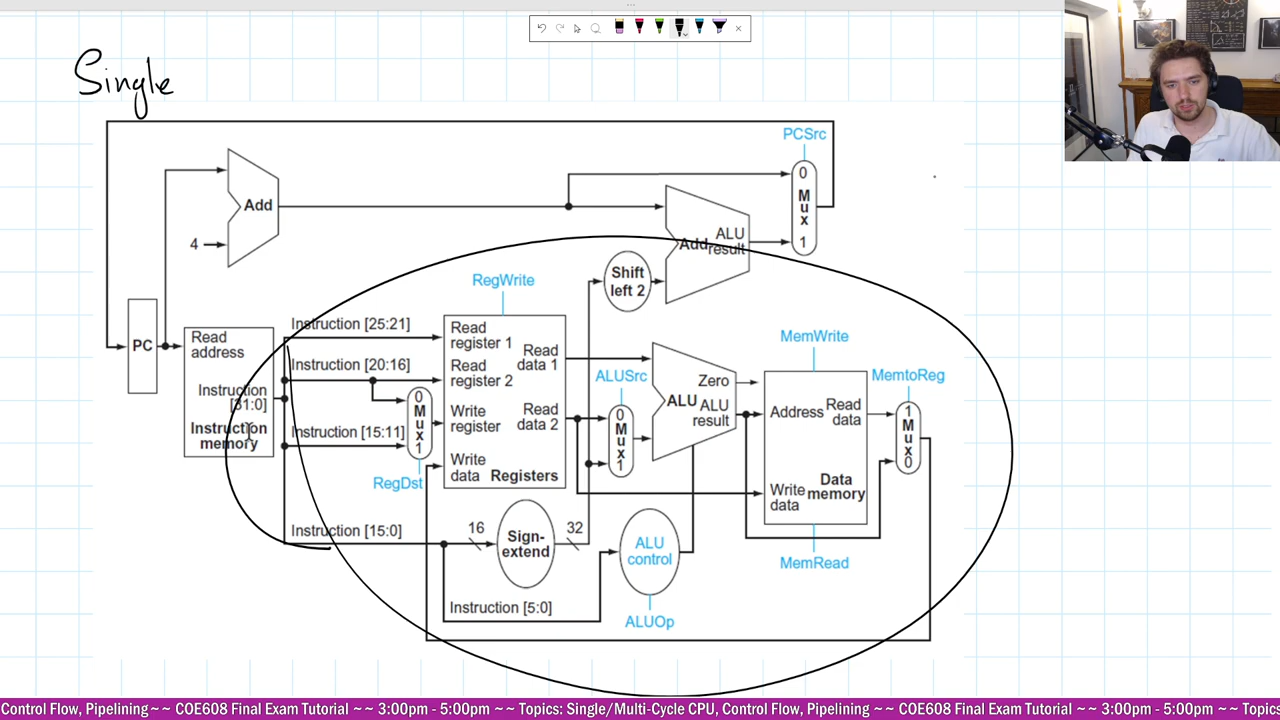 Single
PCSrc
0
Mux
1
Add
4
Add
ALU
result
Shift
left 2
RegWrite
PC
Read
address
Instruction
[31:0]
Instruction
memory
Instruction [25:21]
Instruction [20:16]
Instruction [15:11]
Instruction [15:0]
0
Mux
1
RegDst
Read
register 1
Read
register 2
Write
register
Write
data
Registers
Read
data 1
Read
data 2
16
Sign-
extend
32
Instruction [5:0]
ALUSrc
0
Mux
1
Zero
ALU
ALU
result
ALU
control
ALUOp
MemWrite
Address
Read
data
Write
data
Data
memory
MemRead
MemtoReg
1
Mux
0
Control Flow, Pipelining ~~ COE608 Final Exam Tutorial ~~ 3:00pm - 5:00pm ~~ Topics: Single/Multi-Cycle CPU, Control Flow, Pipelining ~~ COE608 Final Exam Tutorial ~~ 3:00pm - 5:00pm ~~ Topics